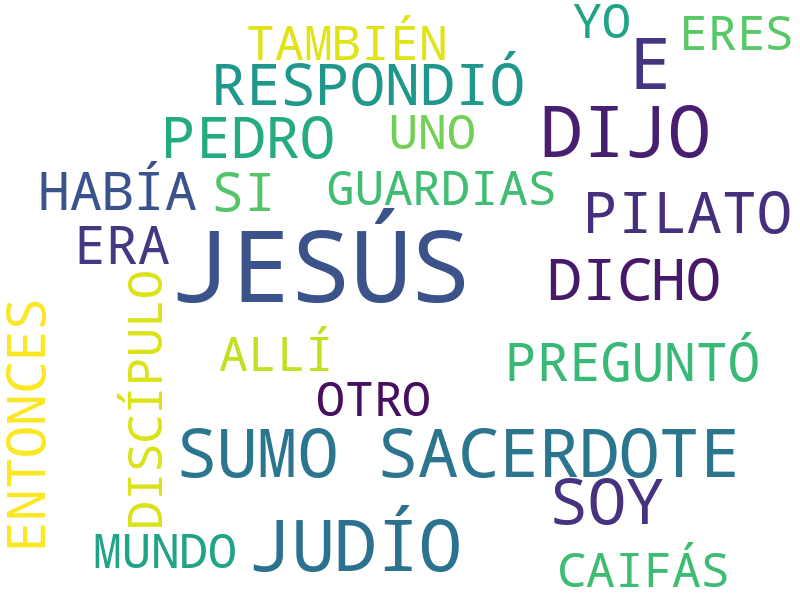 YO
ERES
TAMBIÉN
E
RESPONDIÓ
DIJO
PEDRO
UNO
HABÍA
SI
GUARDIAS
PILATO
ERA
JESÚS
DICHO
DISCÍPULO
ENTONCES
ALLÍ
PREGUNTÓ
OTRO
SUMO SACERDOTE
SOY
MUNDO
JUDÍO
CAIFÁS